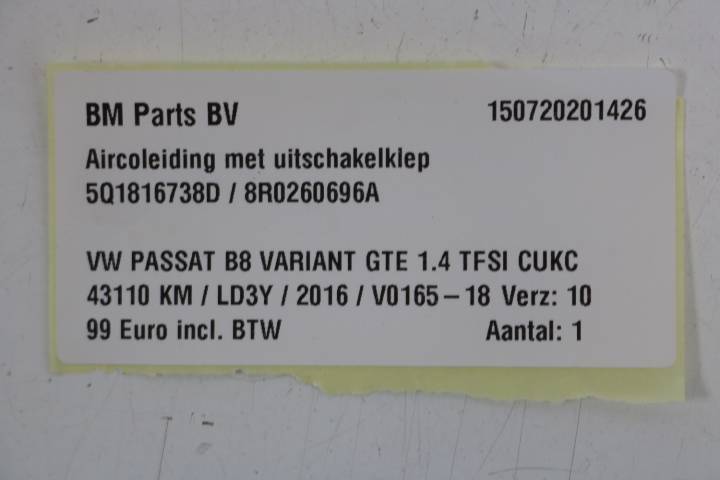 BM Parts BV 150720201426
Aircoleiding met uitschakelklep
5Q1816738D / 8R0260696A
VW PASSAT B8 VARIANT GTE 1.4 TFSI CUKC
43110 KM / LD3Y / 2016 / V0165-18 Verz: 10
99 Euro incl. BTW Aantal: 1